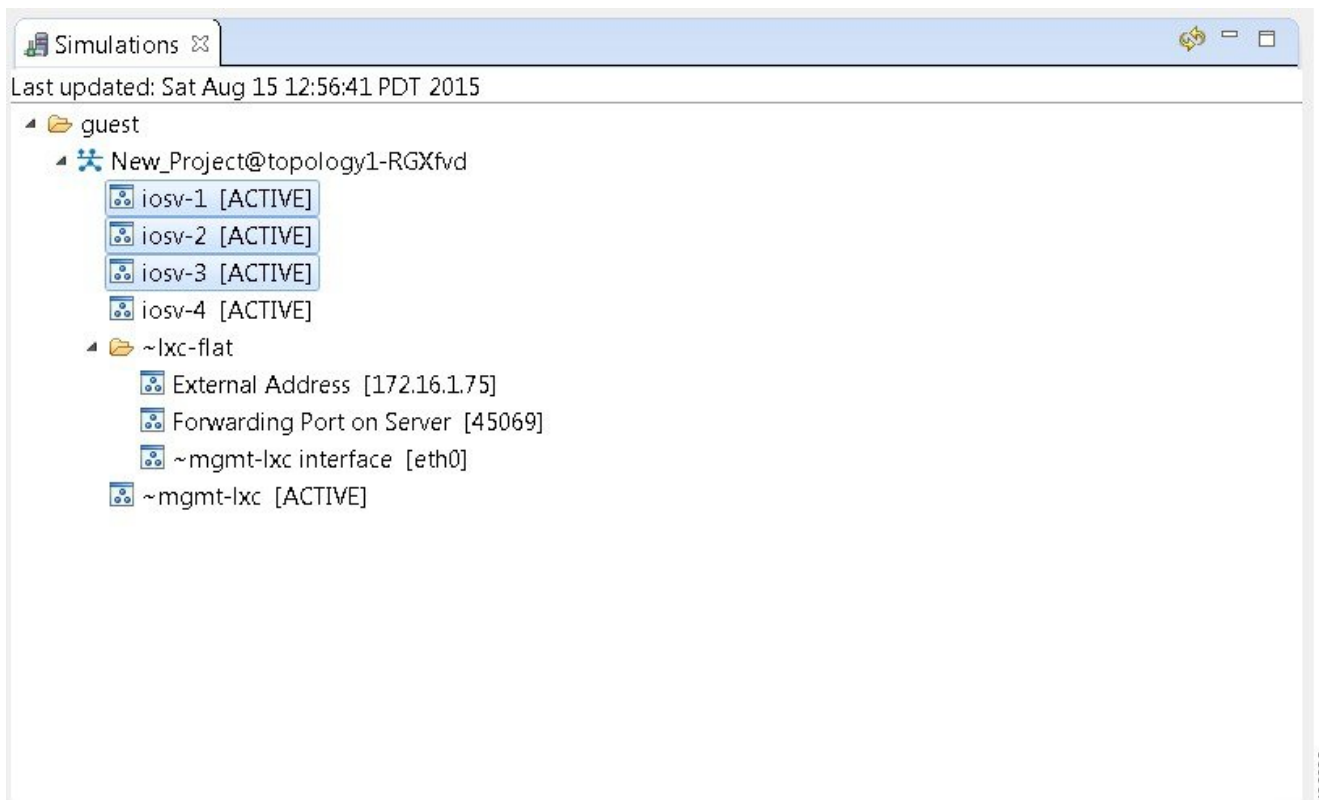 Simulations
Last updated: Sat Aug 15 12:56:41 PDT 2015
guest
New_Project@topology1-RGXfvd
iosv-1 [ACTIVE]
iosv-2 [ACTIVE]
iosv-3 [ACTIVE]
iosv-4 [ACTIVE]
~lxc-flat
External Address [172.16.1.75]
Forwarding Port on Server [45069]
~mgmt-lxc interface [eth0]
~mgmt-lxc [ACTIVE]